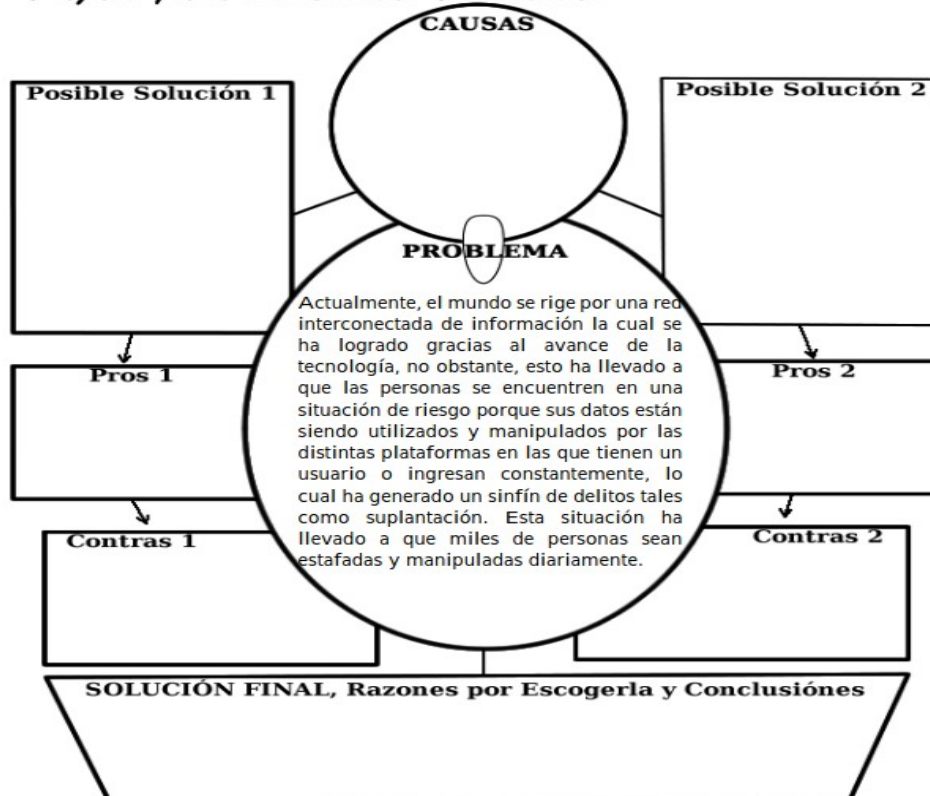 CAUSAS
Posible Solución 1
Posible Solución 2
PROBLEMA
Actualmente, el mundo se rige por una red
interconectada de información la cual se
ha logrado gracias al avance de la
tecnología, no obstante, esto ha llevado a
que las personas se encuentren en una
situación de riesgo porque sus datos están
siendo utilizados y manipulados por las
distintas plataformas en las que tienen un
usuario o ingresan constantemente, lo
cual ha generado un sinfín de delitos tales
como suplantación. Esta situación ha
llevado a que miles de personas sean
estafadas y manipuladas diariamente.
Pros 1
Pros 2
Contras 1
Contras 2
SOLUCIÓN FINAL, Razones por Escogerla y Conclusiónes